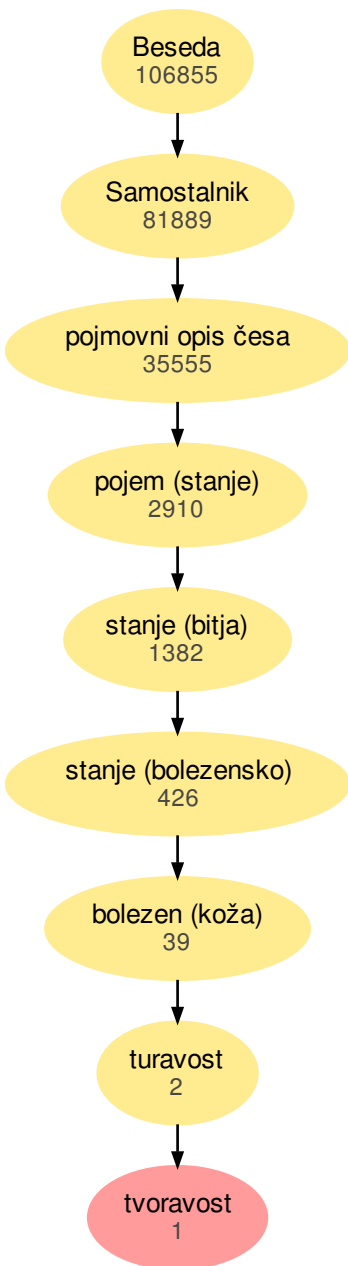 Beseda
106855
Samostalnik
81889
pojmovni opis česa
35555
pojem (stanje)
2910
stanje (bitja)
1382
stanje (bolezensko)
426
bolezen (koža)
39
turavost
2
tvoravost
1